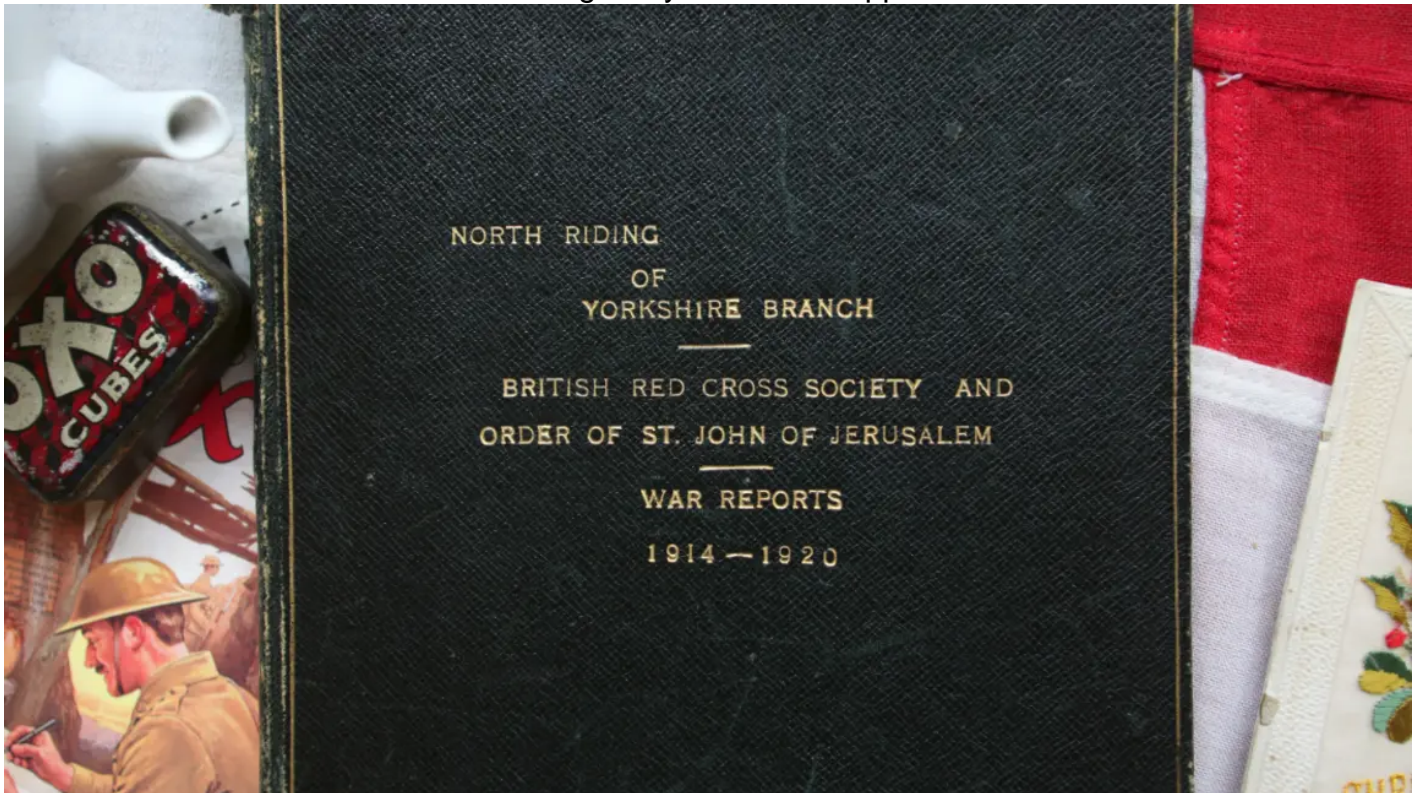 NORTH RIDING
OF
YORKSHIRE BRANCH
BRITISH RED CROSS SOCIETY AND
ORDER OF ST. JOHN OF JERUSALEM
WAR REPORTS
1914—1920
OXO
OXO
CUBES